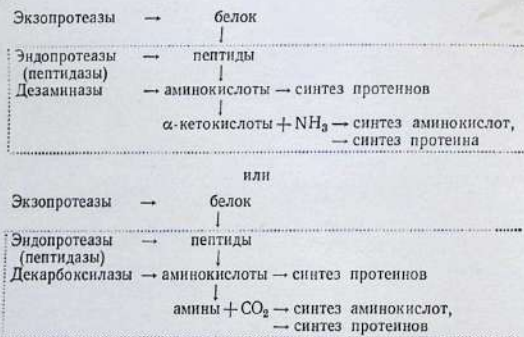 Экзопротеазы → белок
↓
Эндопротеазы → пептиды
(пептидазы) ↓
Дезаминазы → аминокислоты → синтез протеинов
↓
α-кетокислоты + NH₃ → синтез аминокислот,
→ синтез протеина
или
Экзопротеазы → белок
↓
Эндопротеазы → пептиды
(пептидазы) ↓
Декарбоксилазы → аминокислоты → синтез протеинов
↓
амины + CO₂ → синтез аминокислот,
→ синтез протеинов